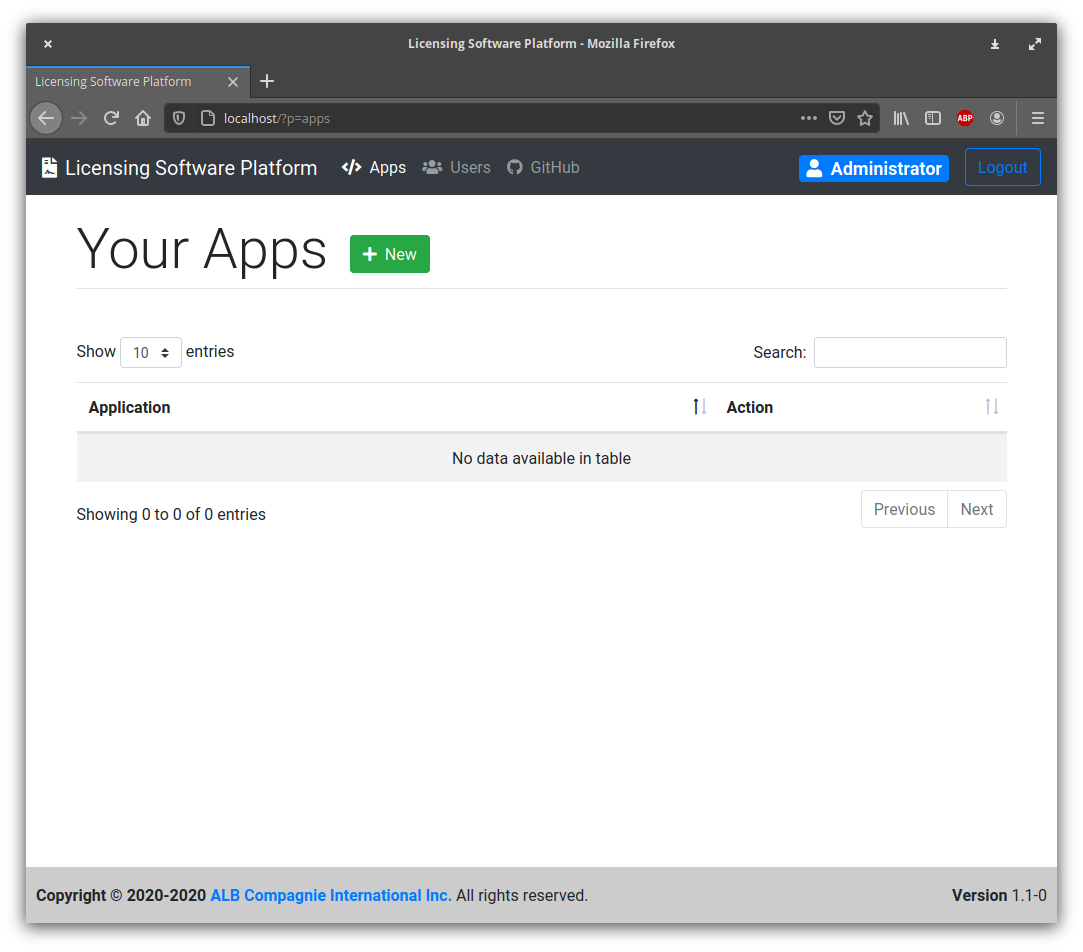 Licensing Software Platform - Mozilla Firefox
Licensing Software Platform
localhost/?p=apps
ABP
Licensing Software Platform Apps Users GitHub Administrator Logout
Your Apps New
Show 10 entries Search:
Application Action
No data available in table
Showing 0 to 0 of 0 entries Previous Next
Copyright © 2020-2020 ALB Compagnie International Inc. All rights reserved. Version 1.1-0